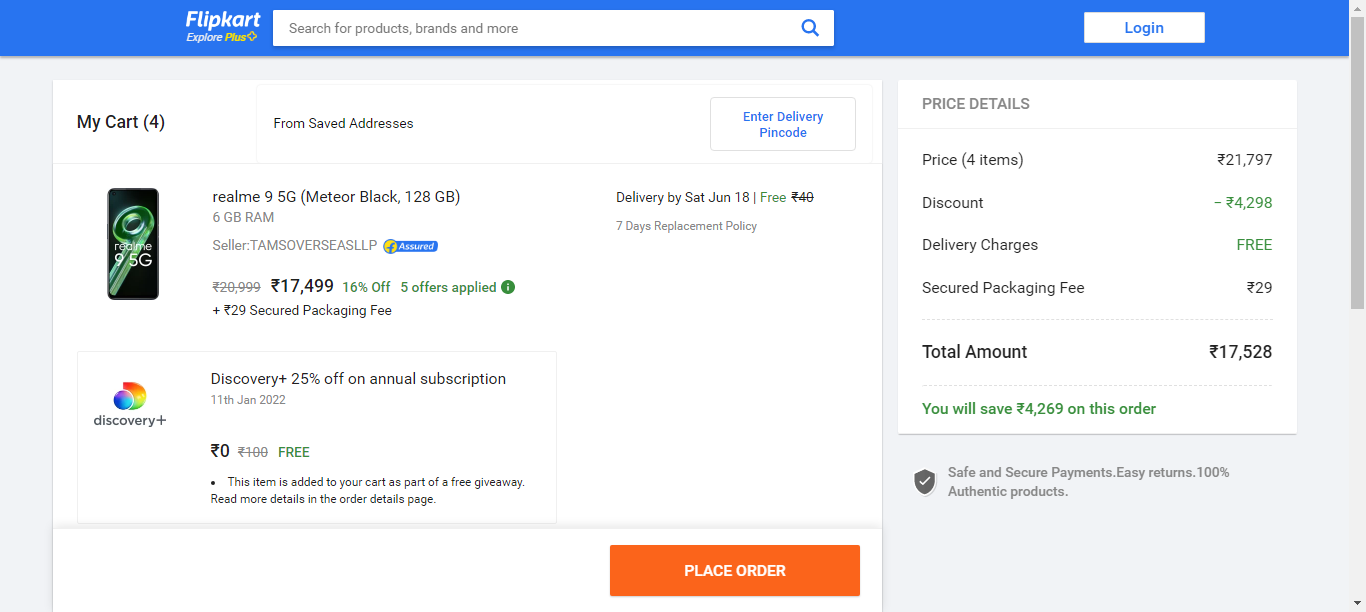 Flipkart
Explore Plus
Search for products, brands and more
Login
My Cart (4)
From Saved Addresses
Enter Delivery
Pincode
realme
9 5G
realme 9 5G (Meteor Black, 128 GB)
6 GB RAM
Seller:TAMSOVERSEASLLP Assured
₹20,999 ₹17,499 16% Off 5 offers applied
+ ₹29 Secured Packaging Fee
Delivery by Sat Jun 18 | Free ₹40
7 Days Replacement Policy
discovery+
Discovery+ 25% off on annual subscription
11th Jan 2022
₹0 ₹100 FREE
• This item is added to your cart as part of a free giveaway.
Read more details in the order details page.
PLACE ORDER
PRICE DETAILS
Price (4 items) ₹21,797
Discount − ₹4,298
Delivery Charges FREE
Secured Packaging Fee ₹29
Total Amount ₹17,528
You will save ₹4,269 on this order
Safe and Secure Payments.Easy returns.100%
Authentic products.